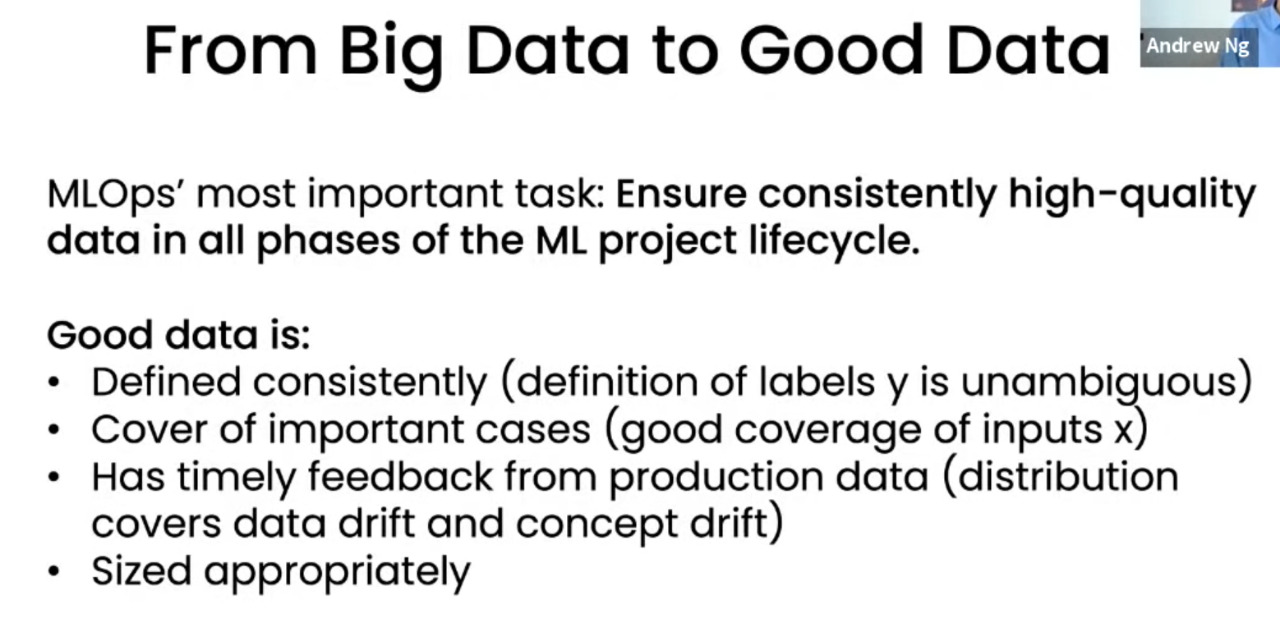 From Big Data to Good Data
Andrew Ng
MLOps’ most important task: Ensure consistently high-quality
data in all phases of the ML project lifecycle.
Good data is:
• Defined consistently (definition of labels y is unambiguous)
• Cover of important cases (good coverage of inputs x)
• Has timely feedback from production data (distribution
covers data drift and concept drift)
• Sized appropriately